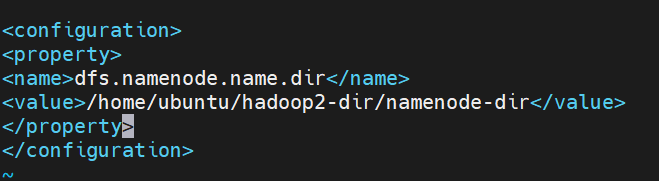 <configuration>
<property>
<name>dfs.namenode.name.dir</name>
<value>/home/ubuntu/hadoop2-dir/namenode-dir</value>
</property>
</configuration>
~